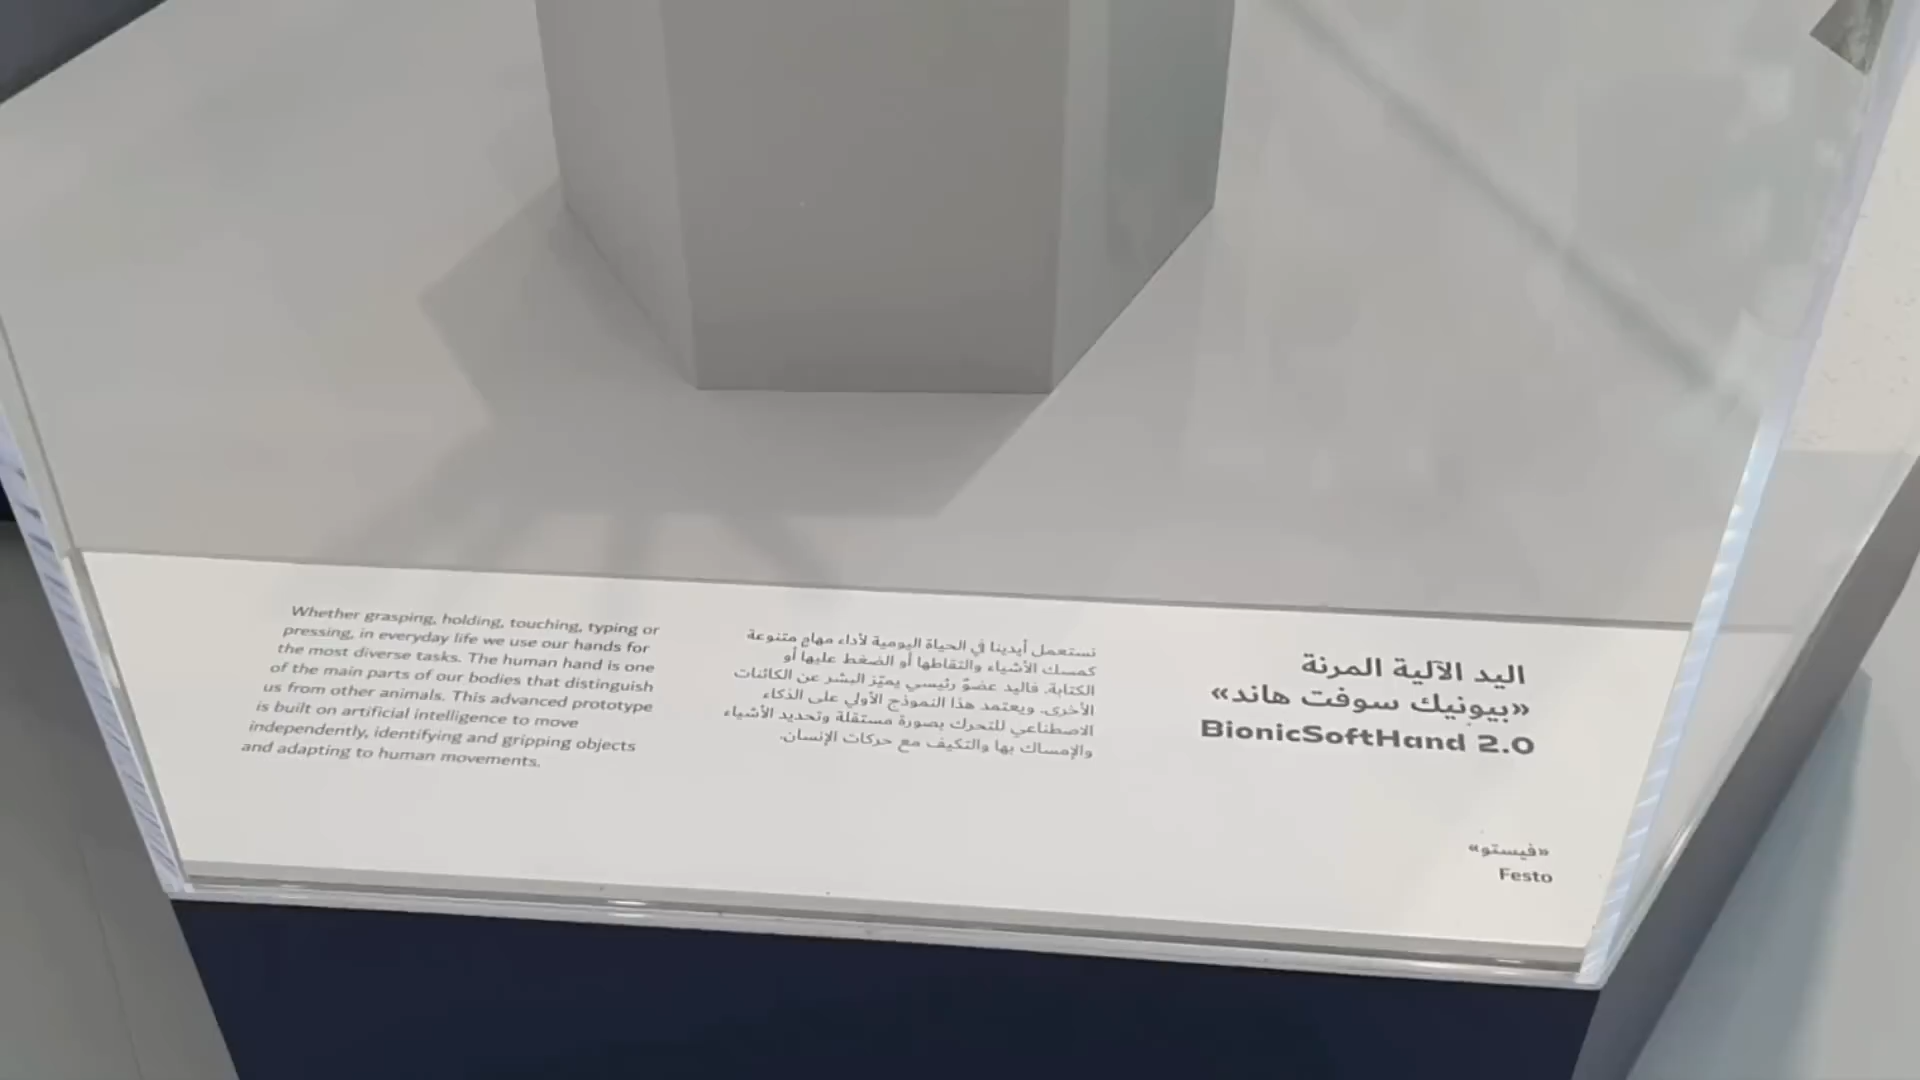 اليد الآلية المرنة
«بيونيك سوفت هاند»
BionicSoftHand 2.0
«فيستو»
Festo
نستعمل أيدينا في الحياة اليومية لأداء مهام متنوعة
كمسك الأشياء والتقاطها أو الضغط عليها أو
الكتابة. فاليد عضوٌ رئيسي يميّز البشر عن الكائنات
الأخرى. ويعتمد هذا النموذج الأولي على الذكاء
الاصطناعي للتحرك بصورة مستقلة وتحديد الأشياء
والإمساك بها والتكيف مع حركات الإنسان.
Whether grasping, holding, touching, typing or
pressing, in everyday life we use our hands for
the most diverse tasks. The human hand is one
of the main parts of our bodies that distinguish
us from other animals. This advanced prototype
is built on artificial intelligence to move
independently, identifying and gripping objects
and adapting to human movements.